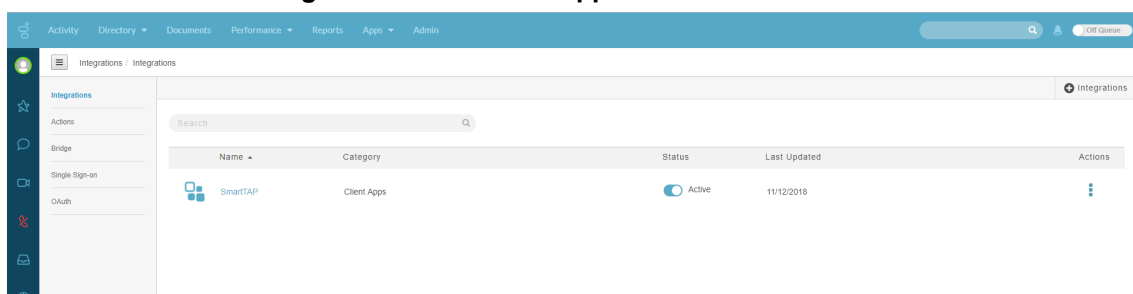 Activity Directory Documents Performance Reports Apps Admin Off Queue
Integrations / Integrations
Integrations
Integrations
Actions
Search
Bridge
Name Category Status Last Updated Actions
Single Sign-on
SmartTAP Client Apps Active 11/12/2018
OAuth